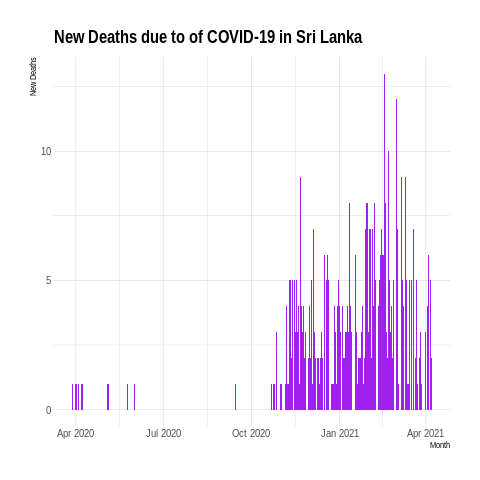 New Deaths due to of COVID-19 in Sri Lanka
New Deaths
10
5
0
Apr 2020 Jul 2020 Oct 2020 Jan 2021 Apr 2021
Month